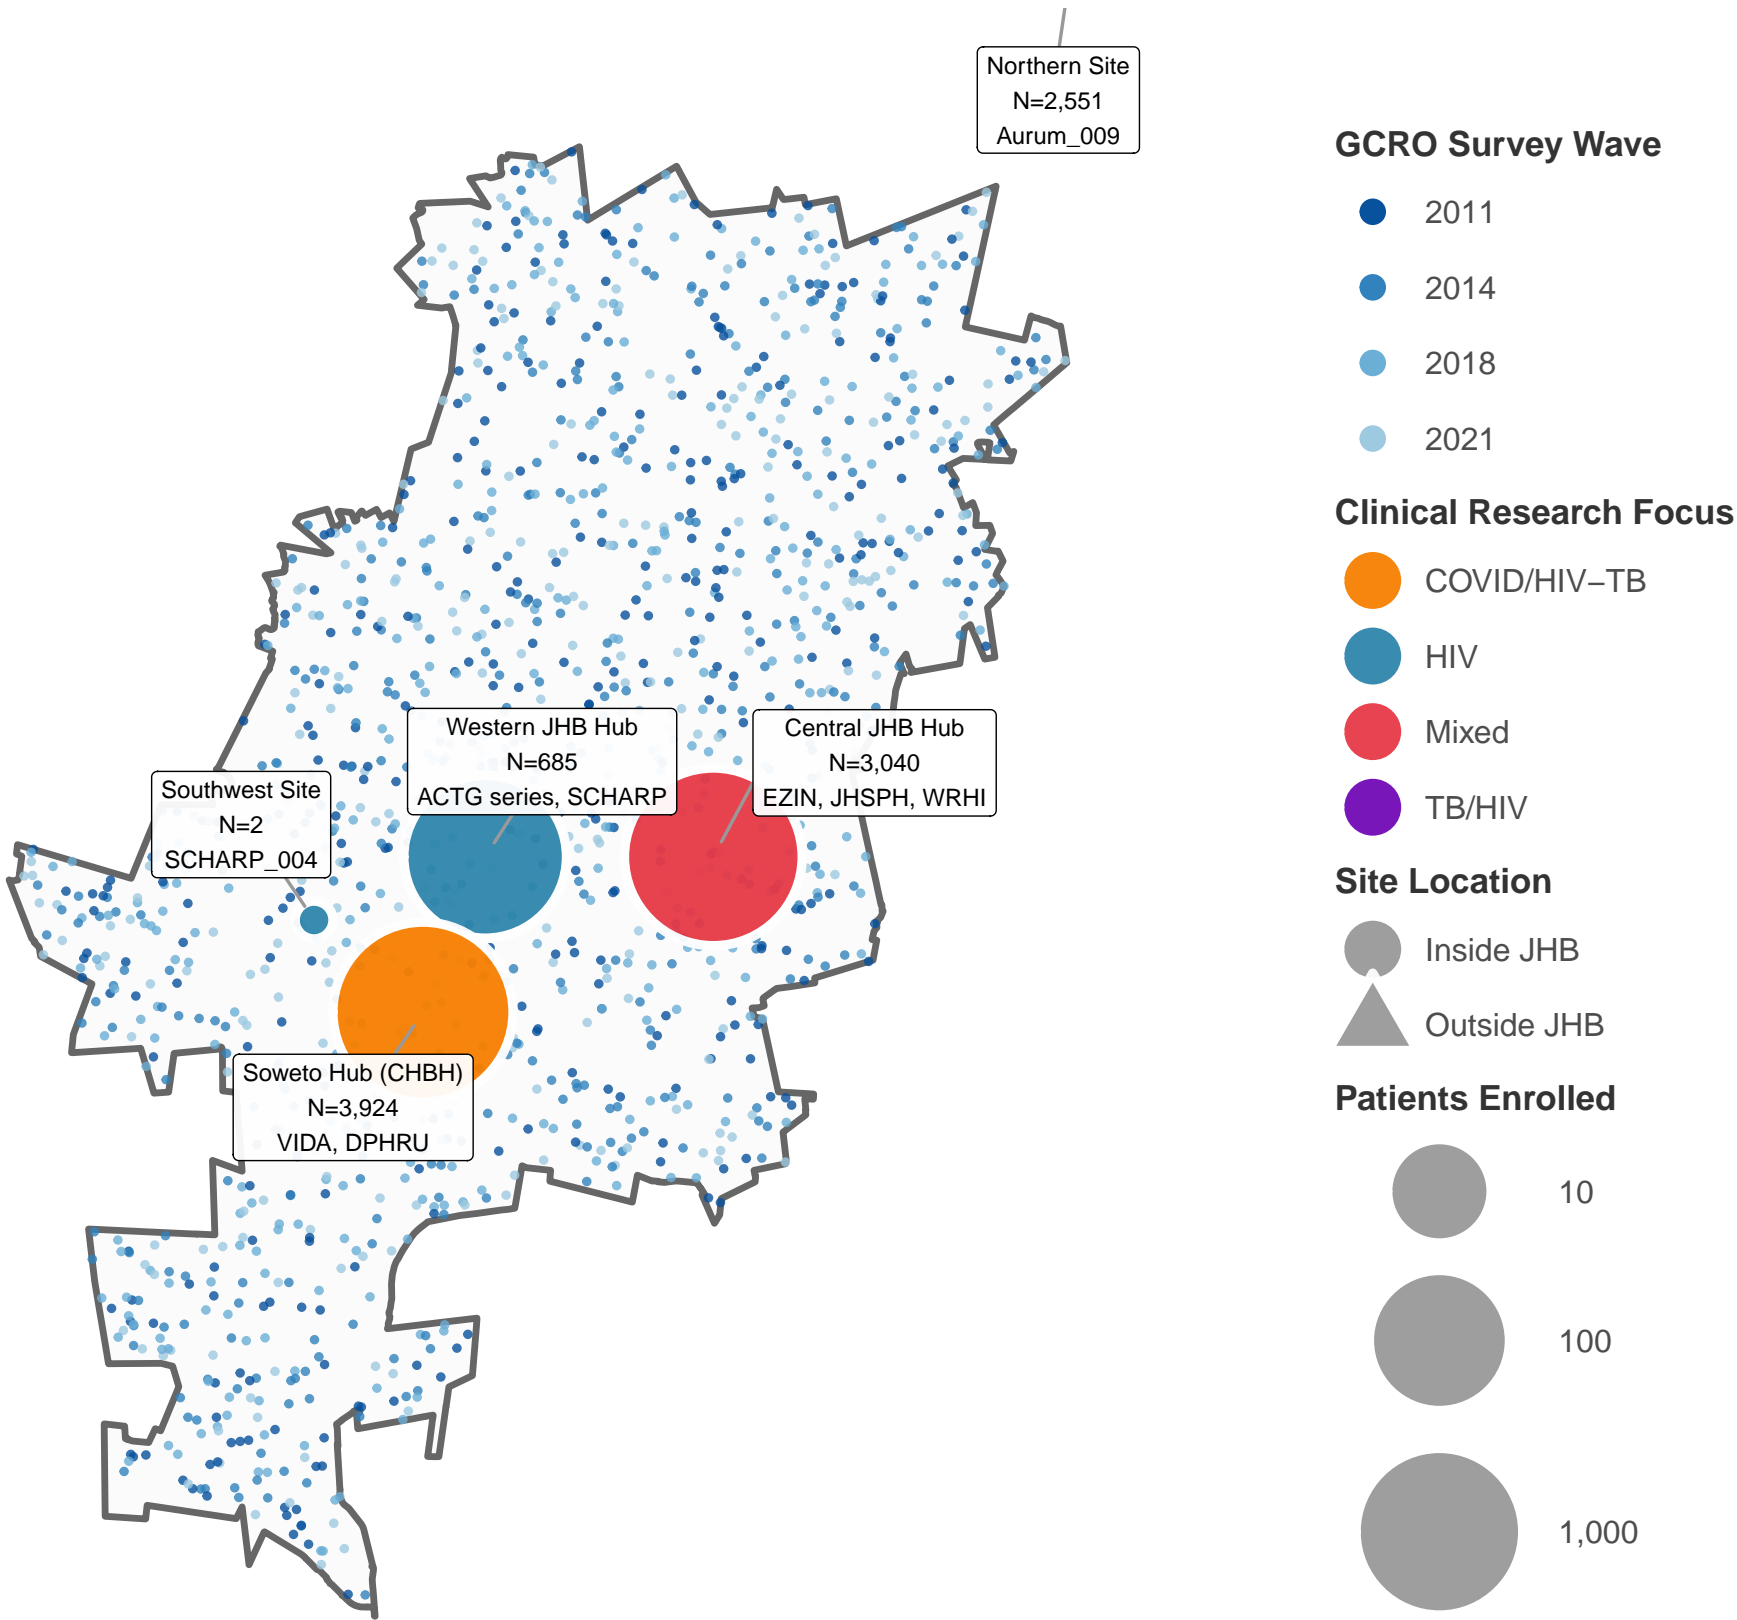 Northern Site
N=2,551
Aurum_009
Western JHB Hub
N=685
ACTG series, SCHARP
Central JHB Hub
N=3,040
EZIN, JHSPH, WRHI
Southwest Site
N=2
SCHARP_004
Soweto Hub (CHBH)
N=3,924
VIDA, DPHRU
GCRO Survey Wave
2011
2014
2018
2021
Clinical Research Focus
COVID/HIV–TB
HIV
Mixed
TB/HIV
Site Location
Inside JHB
Outside JHB
Patients Enrolled
10
100
1,000